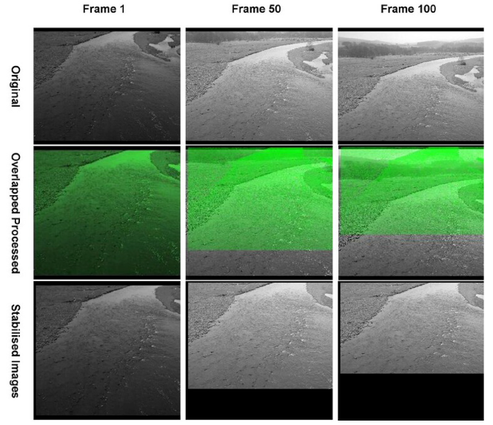 Frame 1
Frame 50
Frame 100
Original
Overlapped Processed
Stabilised Images